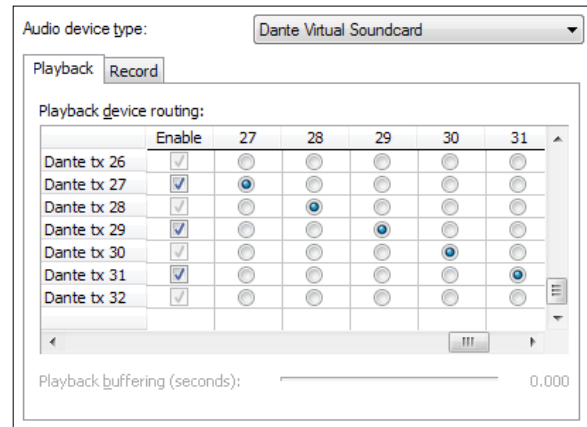 Audio device type: Dante Virtual Soundcard
Playback Record
Playback device routing:
Enable 27 28 29 30 31
Dante tx 26
Dante tx 27
Dante tx 28
Dante tx 29
Dante tx 30
Dante tx 31
Dante tx 32
Playback buffering (seconds): 0.000